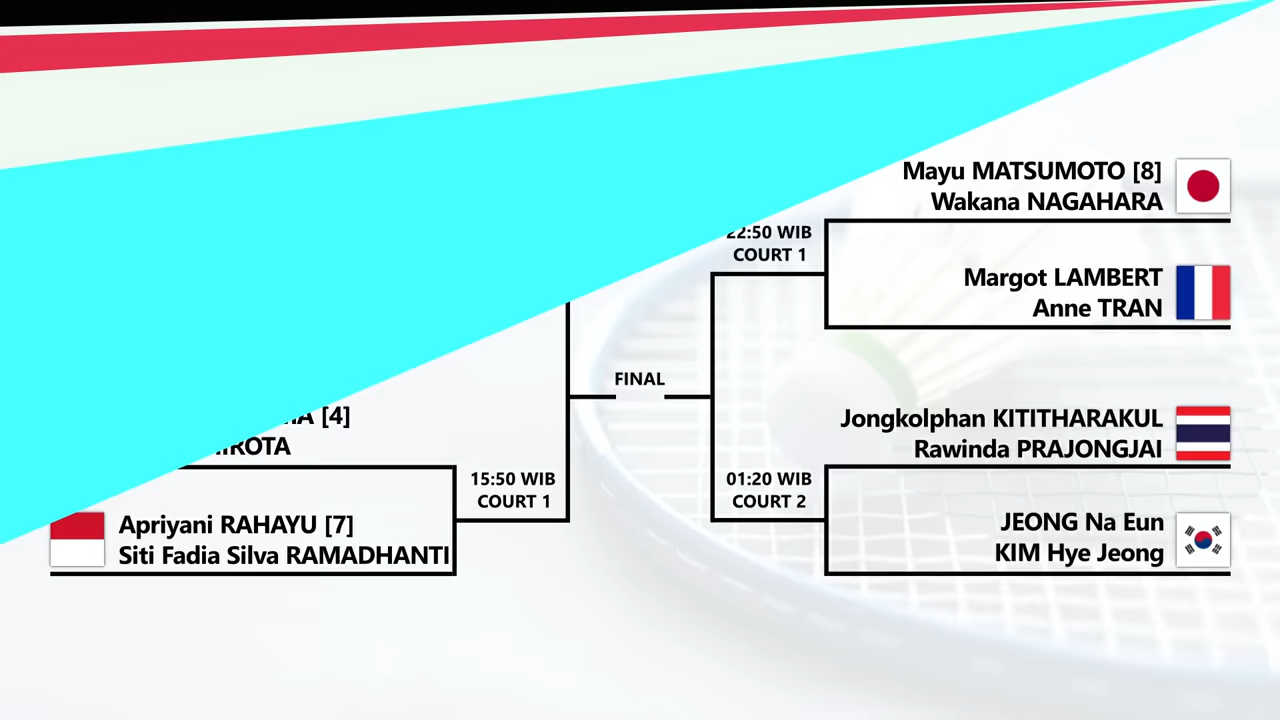 Mayu MATSUMOTO [8]
Wakana NAGAHARA
22:50 WIB
COURT 1
Margot LAMBERT
Anne TRAN
FINAL
[4]
Jongkolphan KITITHARAKUL
Rawinda PRAJONGJAI
15:50 WIB
COURT 1
01:20 WIB
COURT 2
Apriyani RAHAYU [7]
Siti Fadia Silva RAMADHANTI
JEONG Na Eun
KIM Hye Jeong